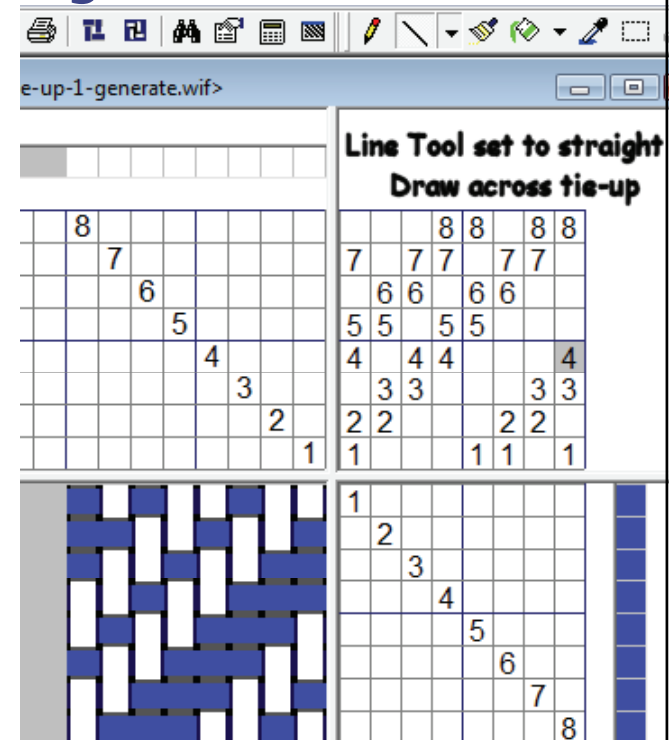 e-up-1-generate.wif>
Line Tool set to straight
Draw across tie-up
8
7
6
5
4
3
2
1
8 8 8 8
7 7 7 7 7
6 6 6 6
5 5 5 5
4 4 4 4
3 3 3 3
2 2 2 2
1 1 1 1
1
2
3
4
5
6
7
8